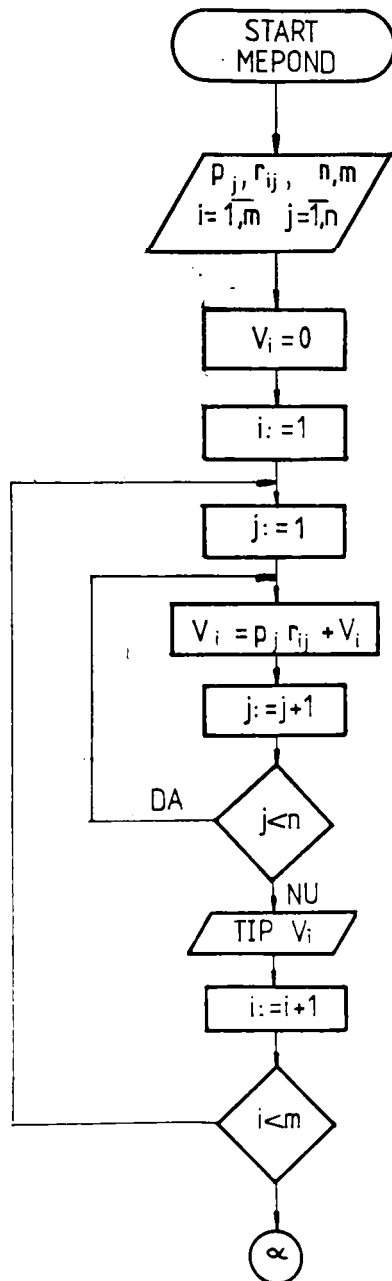 START
MEPOND
p j, r ij, n,m
i=1,m j=1,n
V i = 0
i:=1
j:=1
V i = p j r ij + V i
j:=j+1
DA
j<n
NU
TIP V i
i:=i+1
i<m
α